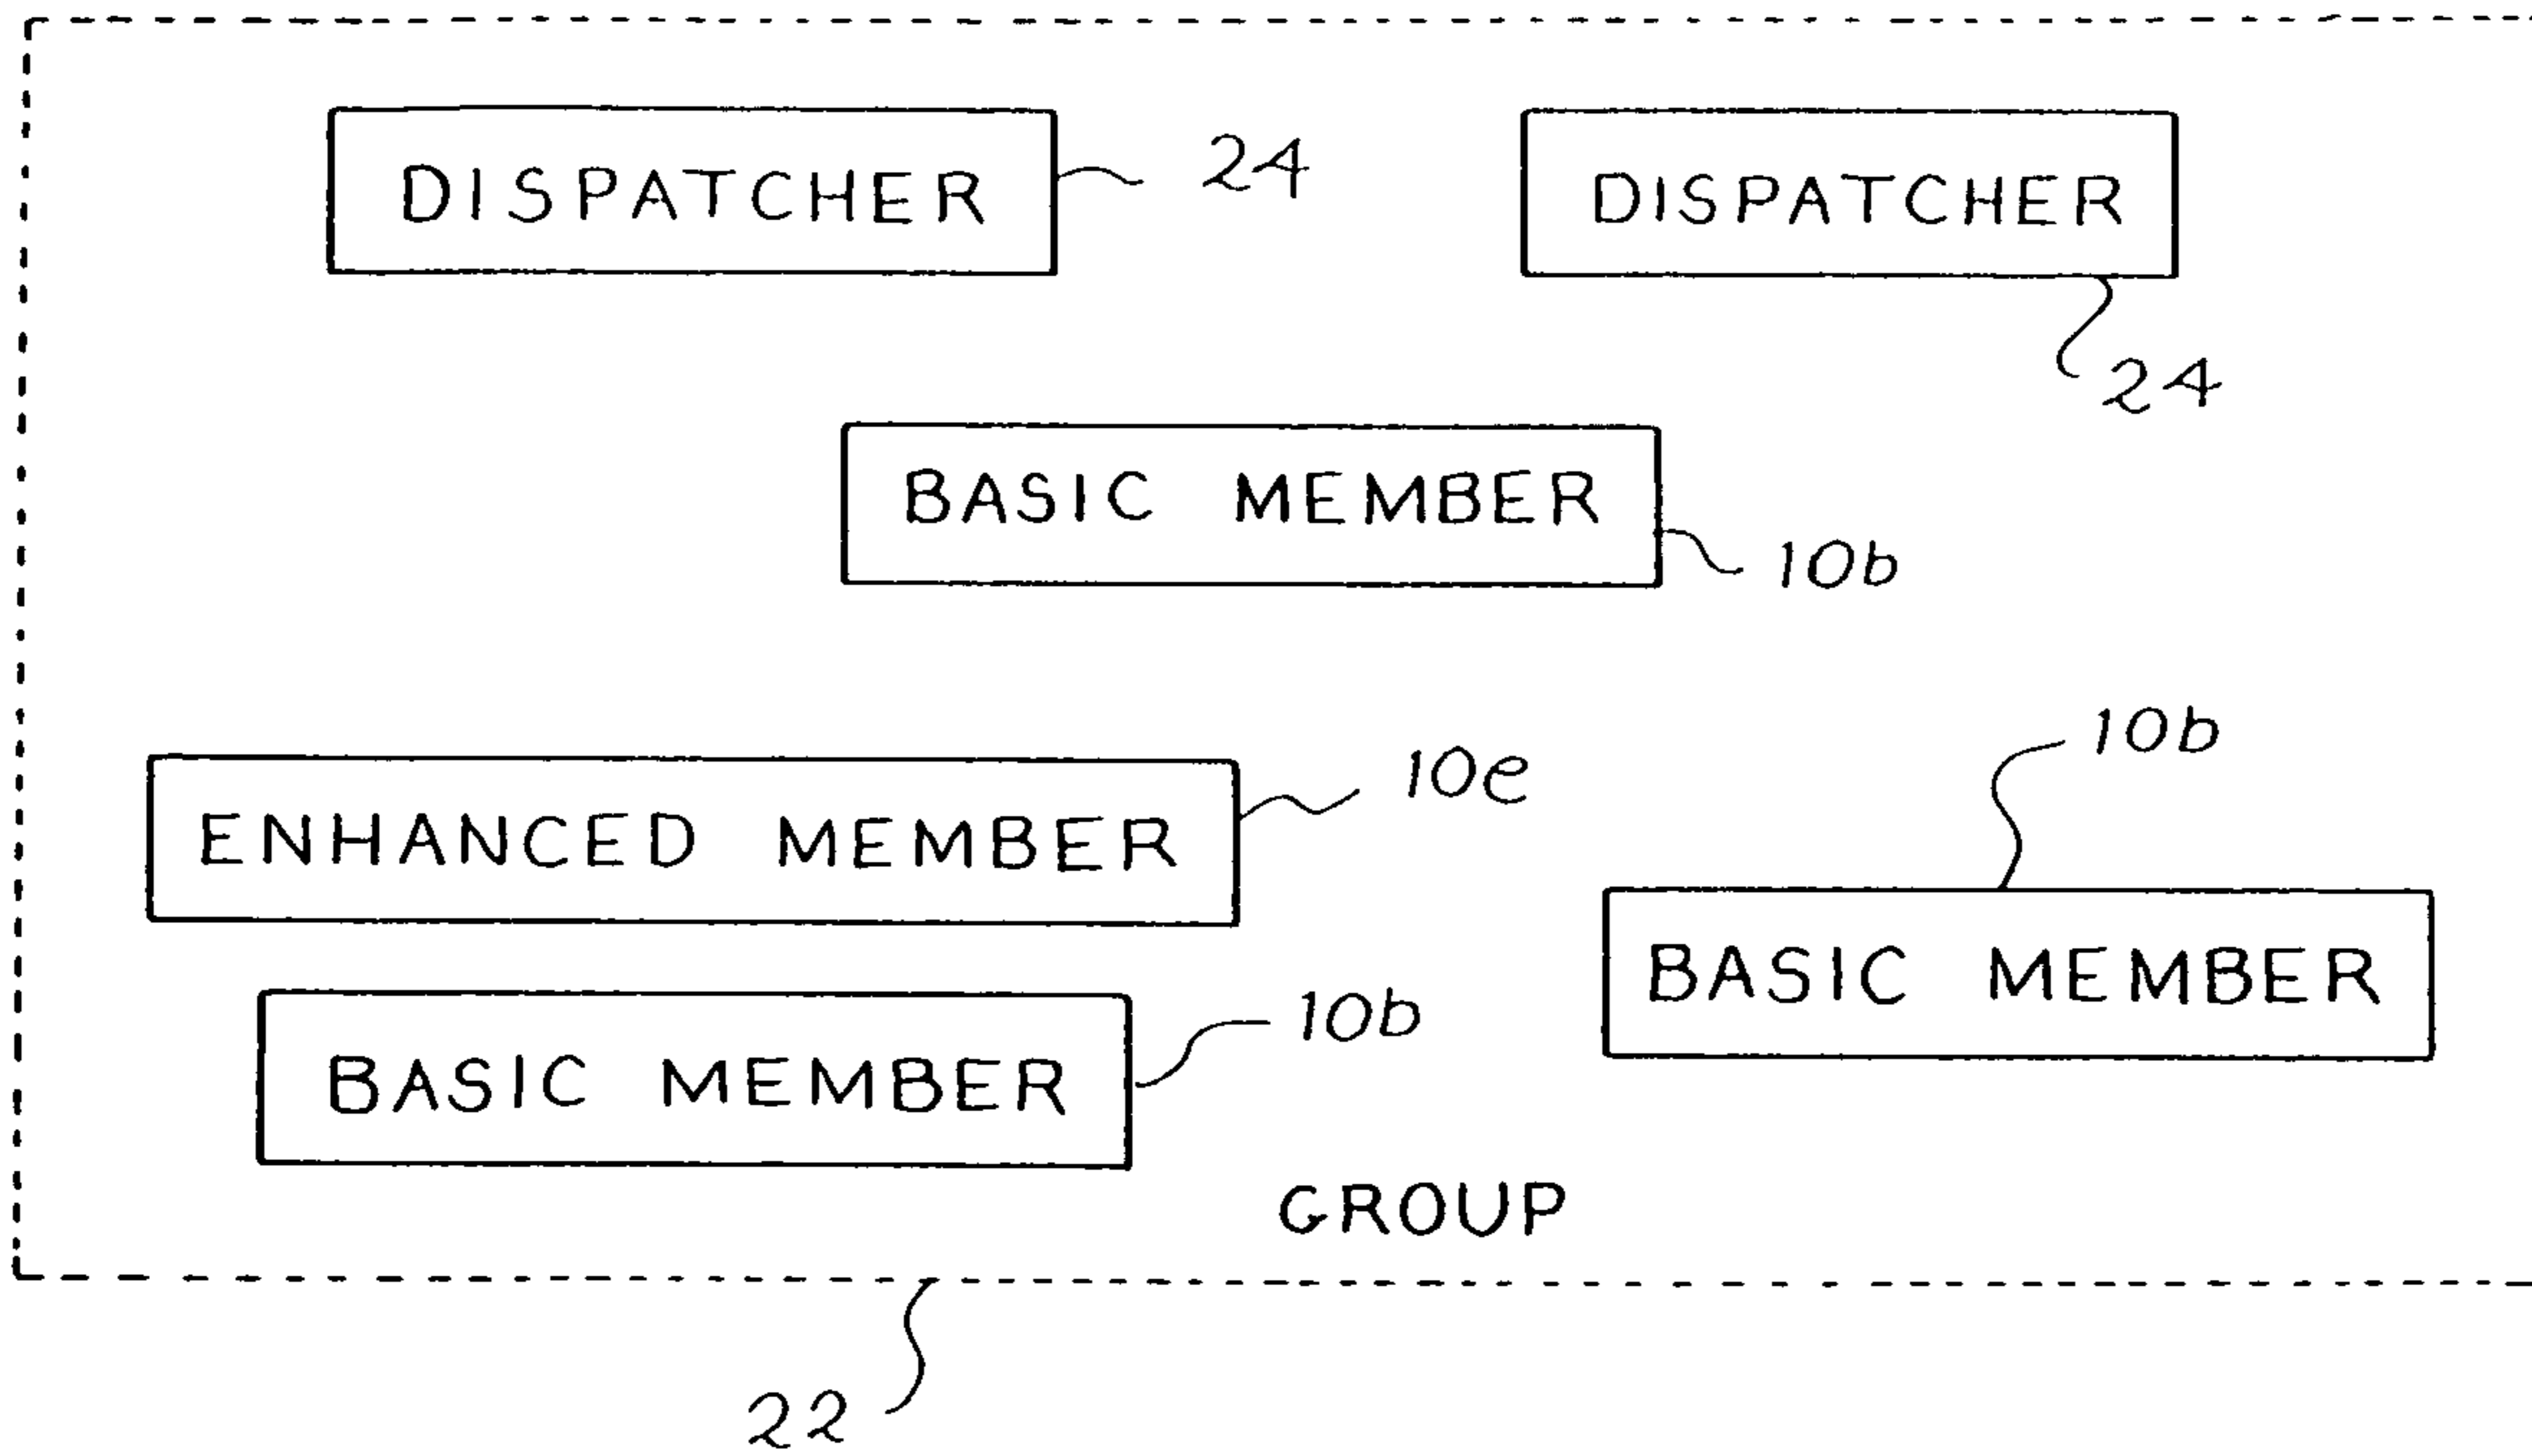 DISPATCHER 24 DISPATCHER
24
BASIC MEMBER
10b
10b
10e
ENHANCED MEMBER
BASIC MEMBER
10b
BASIC MEMBER
GROUP
22